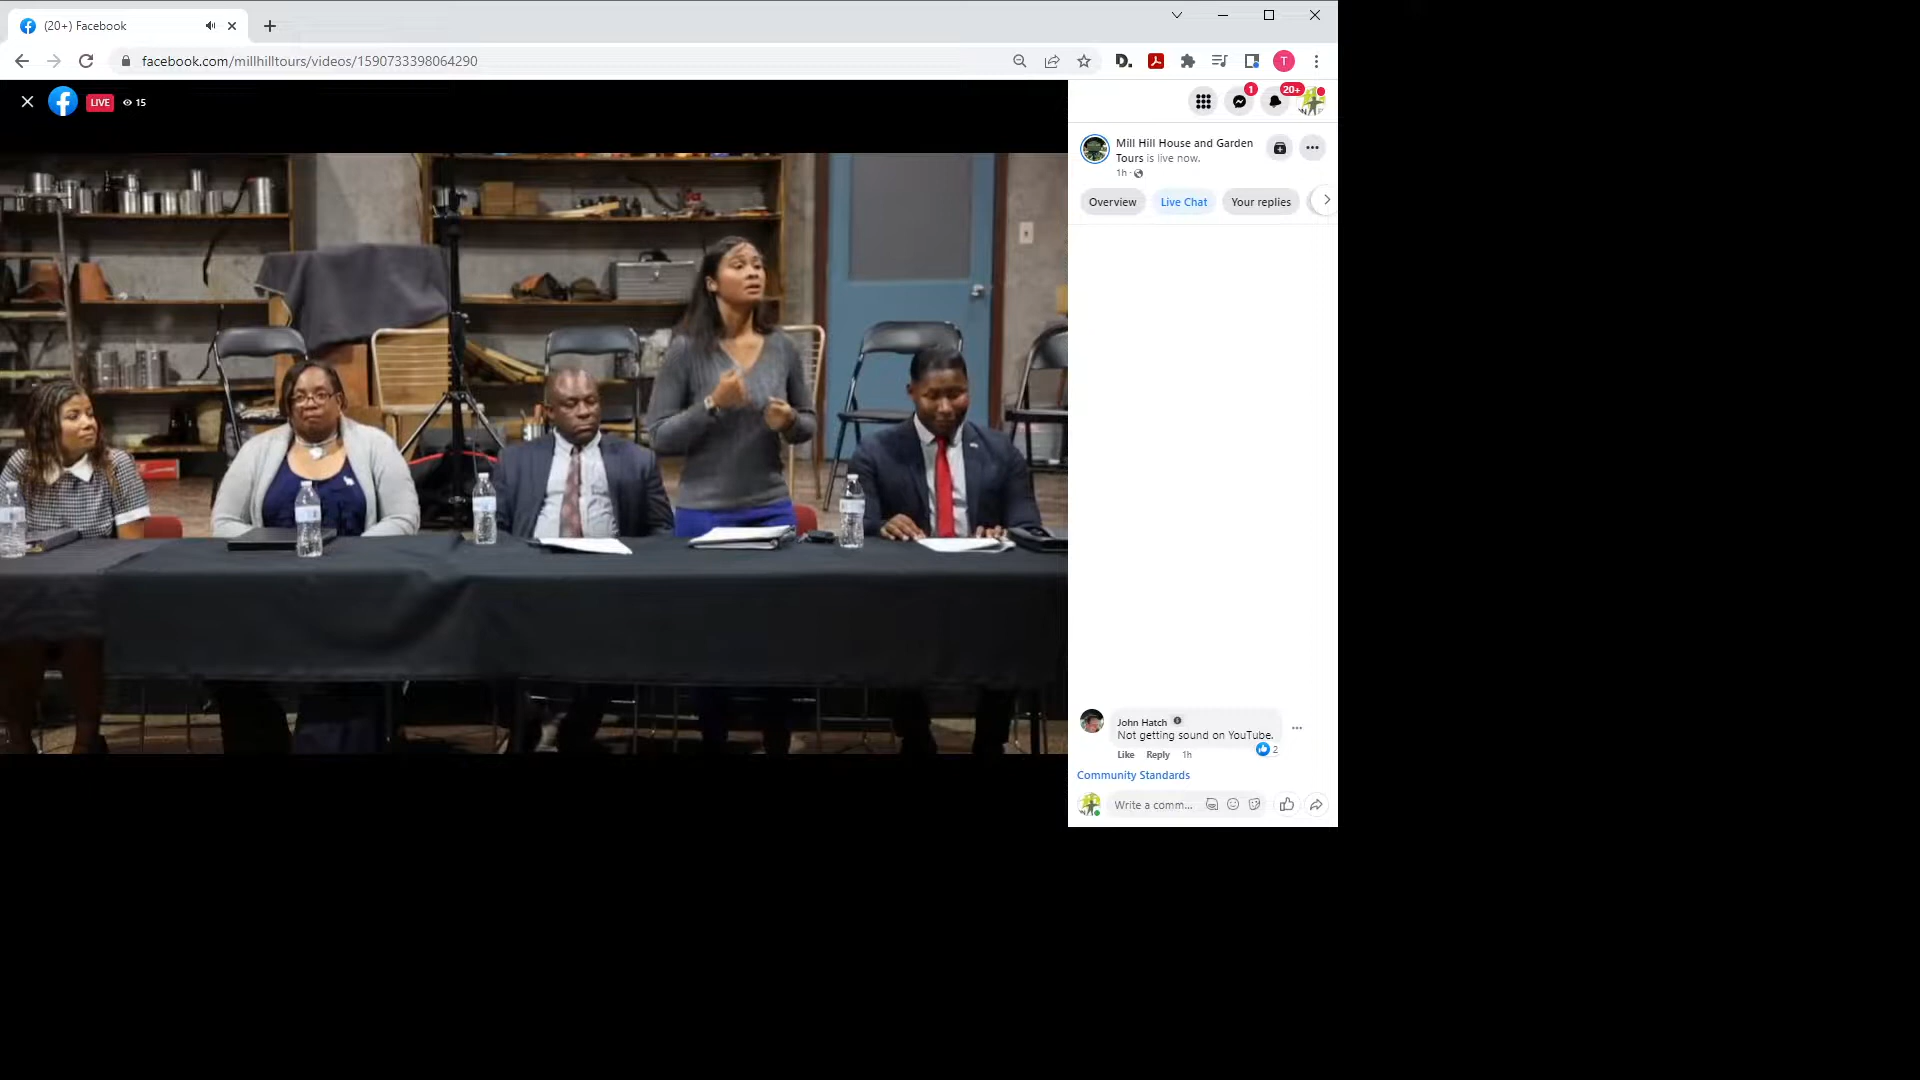 (20+) Facebook
facebook.com/millhilltours/videos/1590733398064290
D.
T
LIVE 15
1
20+
Mill Hill House and Garden
Tours is live now.
1h ·
Overview
Live Chat
Your replies
John Hatch
Not getting sound on YouTube.
2
Like Reply 1h
Community Standards
Write a comm...